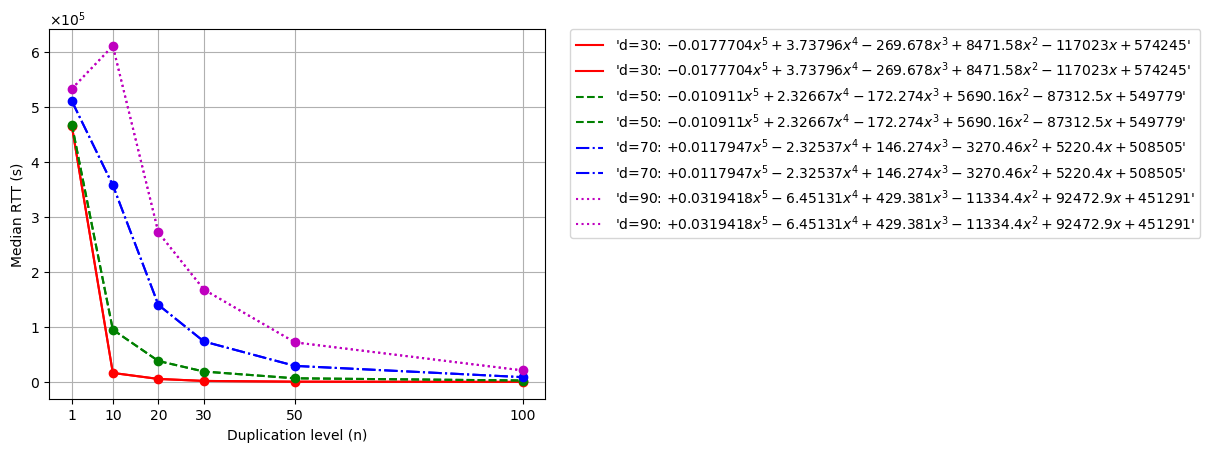 ×10^5
6
5
4
3
2
1
0
Median RTT (s)
1 10 20 30 50 100
Duplication level (n)
'd=30: −0.0177704x^5 + 3.73796x^4 − 269.678x^3 + 8471.58x^2 − 117023x + 574245'
'd=30: −0.0177704x^5 + 3.73796x^4 − 269.678x^3 + 8471.58x^2 − 117023x + 574245'
'd=50: −0.010911x^5 + 2.32667x^4 − 172.274x^3 + 5690.16x^2 − 87312.5x + 549779'
'd=50: −0.010911x^5 + 2.32667x^4 − 172.274x^3 + 5690.16x^2 − 87312.5x + 549779'
'd=70: +0.0117947x^5 − 2.32537x^4 + 146.274x^3 − 3270.46x^2 + 5220.4x + 508505'
'd=70: +0.0117947x^5 − 2.32537x^4 + 146.274x^3 − 3270.46x^2 + 5220.4x + 508505'
'd=90: +0.0319418x^5 − 6.45131x^4 + 429.381x^3 − 11334.4x^2 + 92472.9x + 451291'
'd=90: +0.0319418x^5 − 6.45131x^4 + 429.381x^3 − 11334.4x^2 + 92472.9x + 451291'